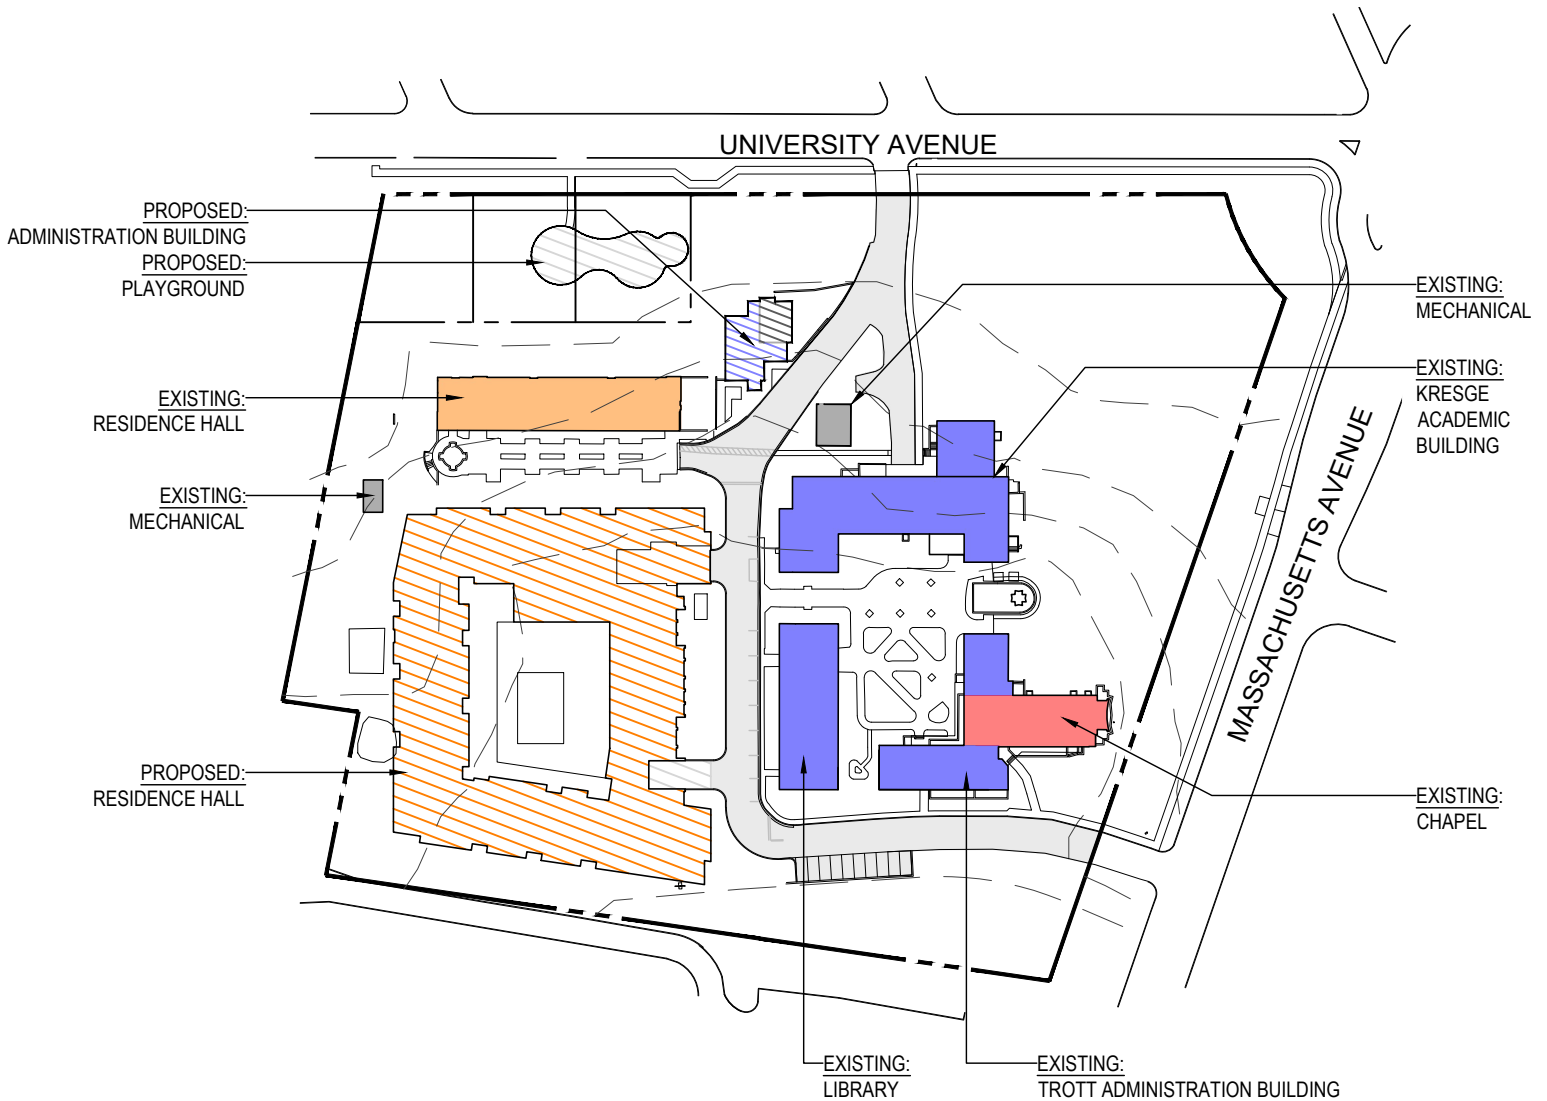 UNIVERSITY AVENUE
PROPOSED:
ADMINISTRATION BUILDING
PROPOSED:
PLAYGROUND
EXISTING:
MECHANICAL
EXISTING:
KRESGE
ACADEMIC
BUILDING
EXISTING:
RESIDENCE HALL
EXISTING:
MECHANICAL
MASSACHUSETTS AVENUE
PROPOSED:
RESIDENCE HALL
EXISTING:
CHAPEL
EXISTING:
LIBRARY
EXISTING:
TROTT ADMINISTRATION BUILDING